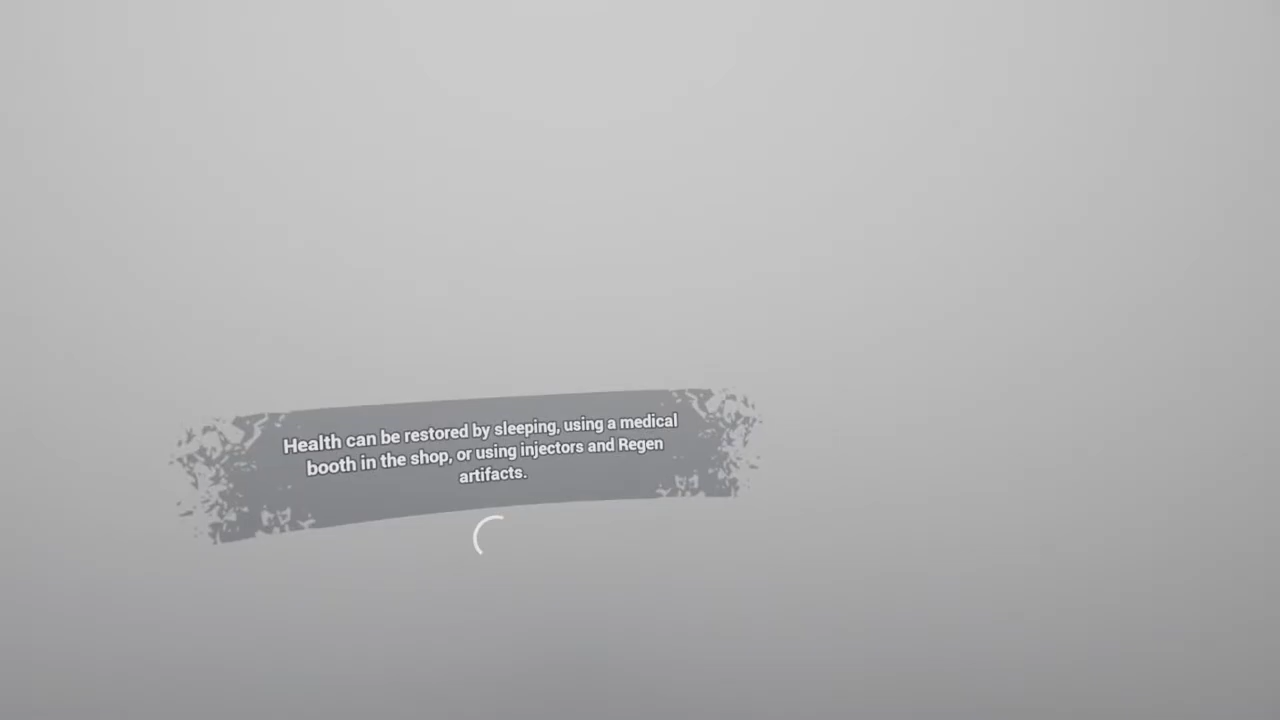 Health can be restored by sleeping, using a medical
booth in the shop, or using injectors and Regen
artifacts.